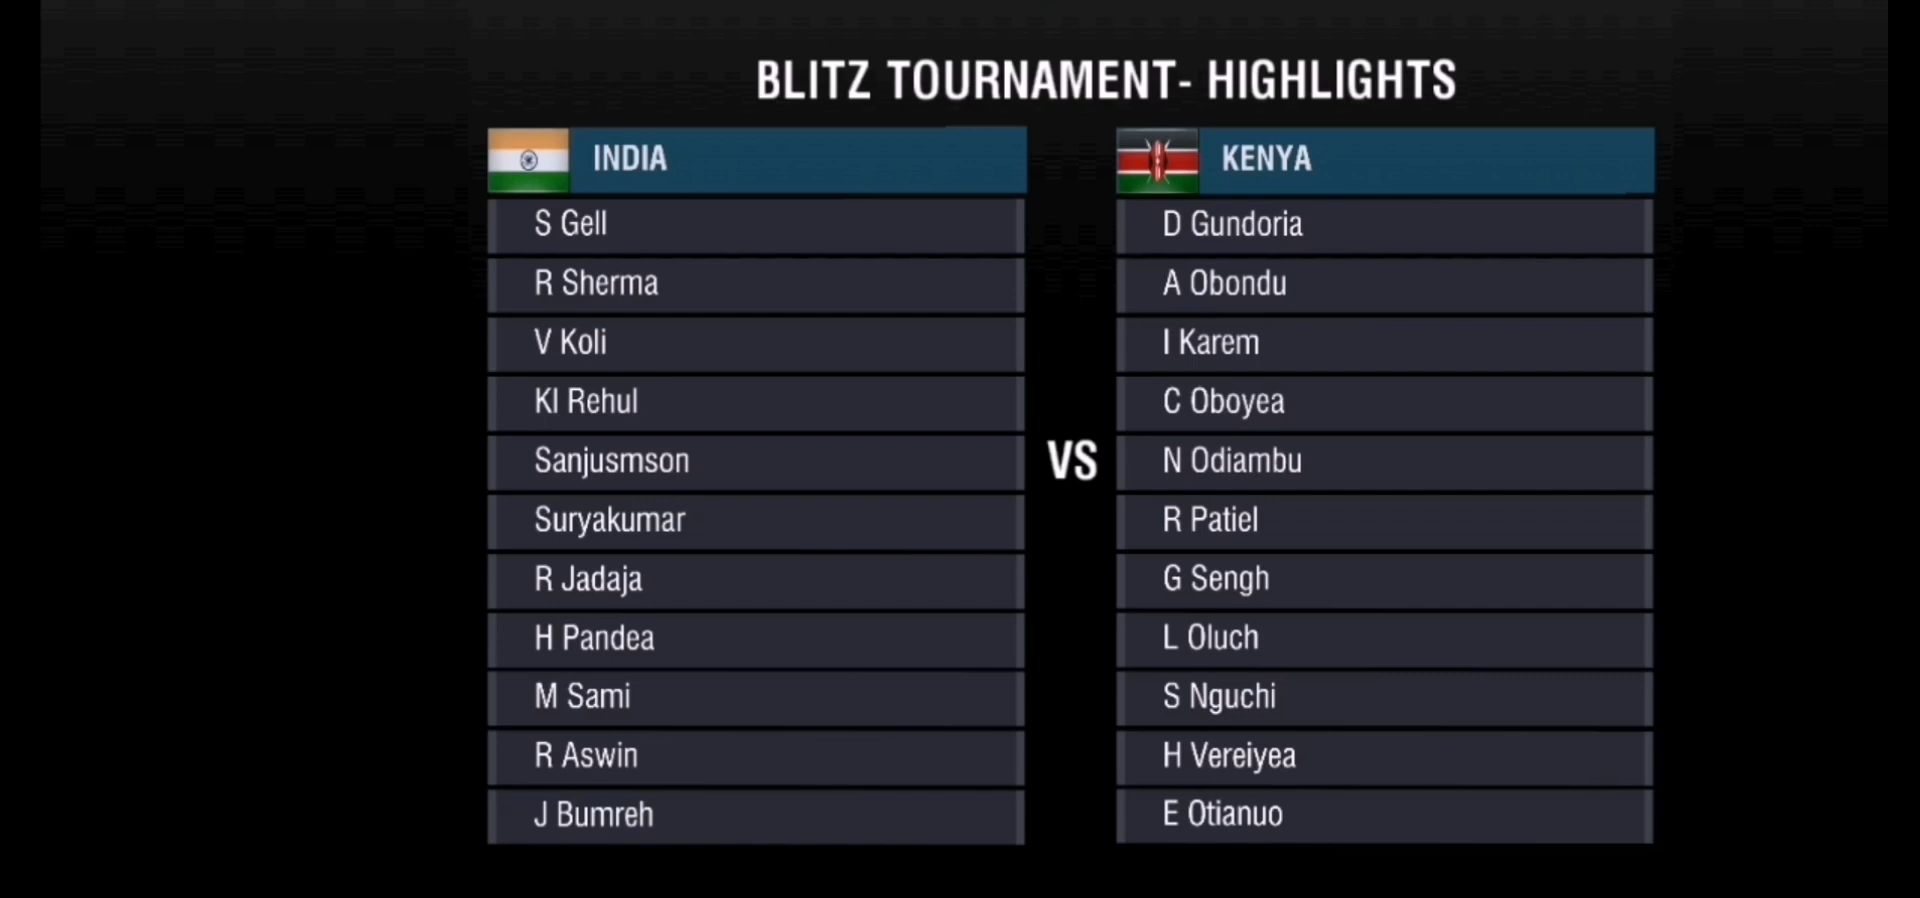 BLITZ TOURNAMENT- HIGHLIGHTS
INDIA
S Gell
R Sherma
V Koli
Kl Rehul
Sanjusmson
Suryakumar
R Jadaja
H Pandea
M Sami
R Aswin
J Bumreh
VS
KENYA
D Gundoria
A Obondu
I Karem
C Oboyea
N Odiambu
R Patiel
G Sengh
L Oluch
S Nguchi
H Vereiyea
E Otianuo